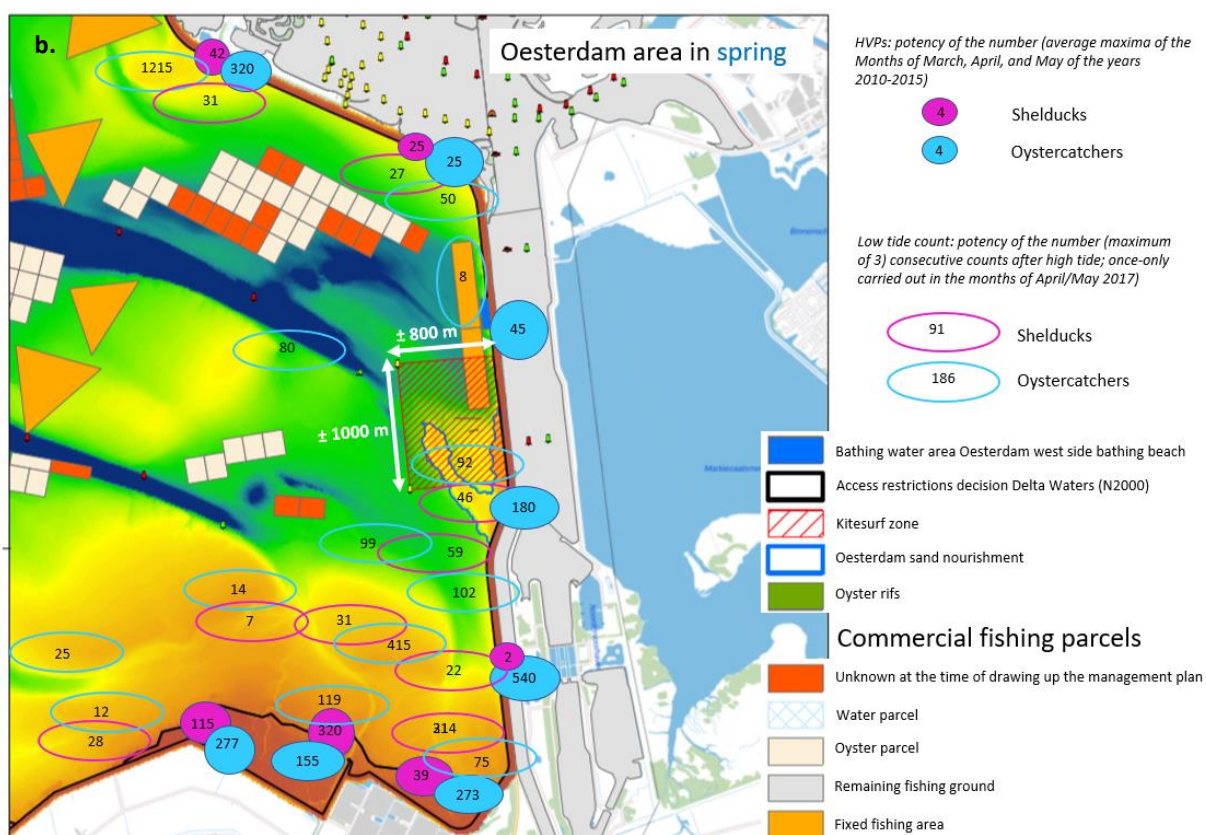 b.
Oesterdam area in spring
42
1215
320
31
25
25
27
50
8
± 800 m
45
80
± 1000 m
92
46
180
99
59
14
102
7
31
415
25
2
22
540
12
119
28
115
320
277
155
75
39
273
HVPs: potency of the number (average maxima of the
Months of March, April, and May of the years
2010-2015)
4
Shelducks
4
Oystercatchers
Low tide count: potency of the number (maximum
of 3) consecutive counts after high tide; once-only
carried out in the months of April/May 2017)
91
Shelducks
186
Oystercatchers
Bathing water area Oesterdam west side bathing beach
Access restrictions decision Delta Waters (N2000)
Kitesurf zone
Oesterdam sand nourishment
Oyster rifs
Commercial fishing parcels
Unknown at the time of drawing up the management plan
Water parcel
Oyster parcel
Remaining fishing ground
Fixed fishing area